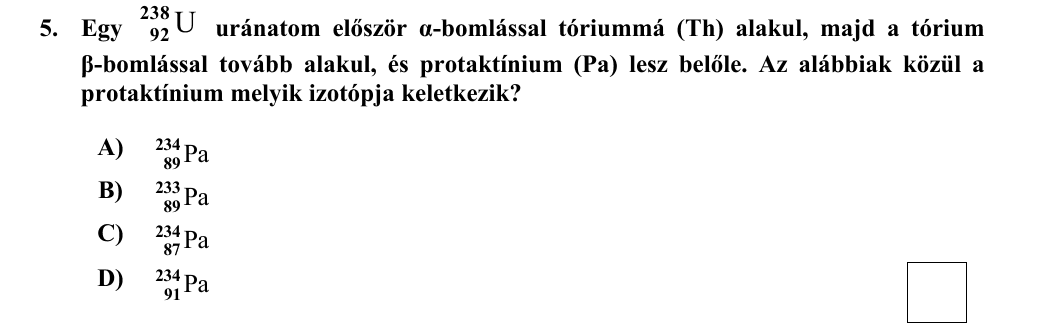 5. Egy ²³⁸₉₂U uránatom először α-bomlással tóriummá (Th) alakul, majd a tórium
β-bomlással tovább alakul, és protaktínium (Pa) lesz belőle. Az alábbiak közül a
protaktínium melyik izotópja keletkezik?
A) ²³⁴₈₉Pa
B) ²³³₈₉Pa
C) ²³⁴₈₇Pa
D) ²³⁴₉₁Pa